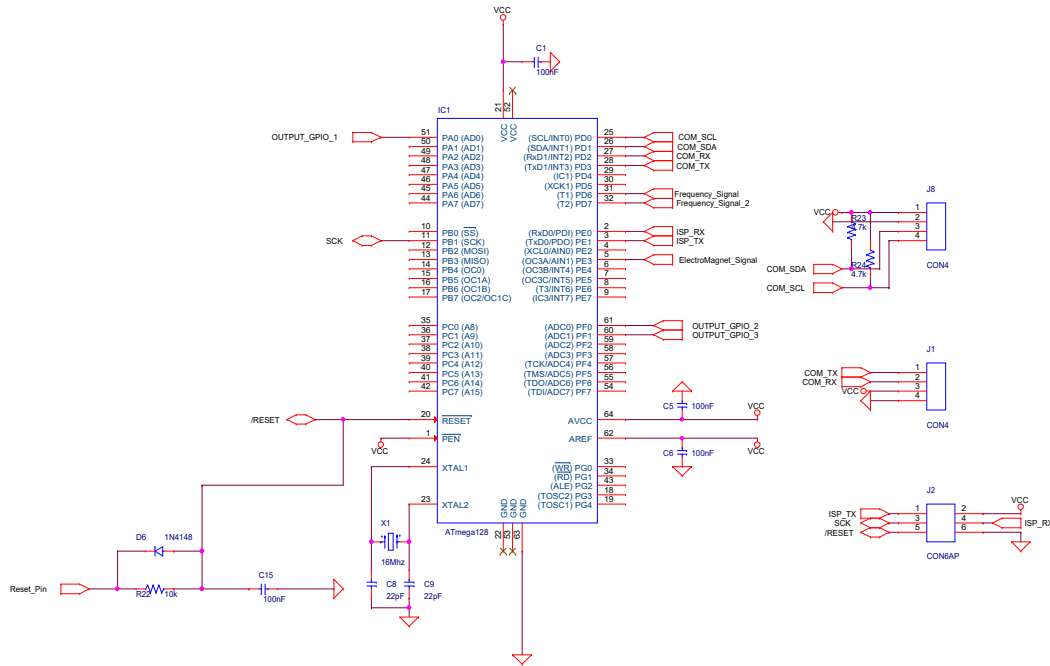 VCC
C1
100nF
21
52
IC1
VCC
VCC
OUTPUT_GPIO_1
51 PA0 (AD0) (SCL/INT0) PD0 25 COM_SCL
50 PA1 (AD1) (SDA/INT1) PD1 26 COM_SDA
49 PA2 (AD2) (RxD1/INT2) PD2 27 COM_RX
48 PA3 (AD3) (TxD1/INT3) PD3 28 COM_TX
47 PA4 (AD4) (IC1) PD4 29
46 PA5 (AD5) (XCK1) PD5 30
45 PA6 (AD6) (T1) PD6 31 Frequency_Signal
44 PA7 (AD7) (T2) PD7 32 Frequency_Signal_2
10 PB0 (SS) (RxD0/PDI) PE0 2 ISP_RX
SCK 11 PB1 (SCK) (TxD0/PDO) PE1 3 ISP_TX
12 PB2 (MOSI) (XCL0/AIN0) PE2 4
13 PB3 (MISO) (OC3A/AIN1) PE3 5 ElectroMagnet_Signal
14 PB4 (OC0) (OC3B/INT4) PE4 6
15 PB5 (OC1A) (OC3C/INT5) PE5 7
16 PB6 (OC1B) (T3/INT6) PE6 8
17 PB7 (OC2/OC1C) (IC3/INT7) PE7 9
35 PC0 (A8) (ADC0) PF0 61 OUTPUT_GPIO_2
36 PC1 (A9) (ADC1) PF1 60 OUTPUT_GPIO_3
37 PC2 (A10) (ADC2) PF2 59
38 PC3 (A11) (ADC3) PF3 58
39 PC4 (A12) (TCK/ADC4) PF4 57
40 PC5 (A13) (TMS/ADC5) PF5 56
41 PC6 (A14) (TDO/ADC6) PF6 55
42 PC7 (A15) (TDI/ADC7) PF7 54
/RESET 20 RESET AVCC 64 C5 100nF VCC
VCC 1 PEN AREF 62 C6 100nF VCC
24 XTAL1 (WR) PG0 33
(RD) PG1 34
(ALE) PG2 43
(TOSC2) PG3 18
23 XTAL2 (TOSC1) PG4 19
GND
GND
GND
ATmega128
22
53
63
X1
16Mhz
C8
22pF
C9
22pF
D6 1N4148
Reset_Pin
R22 10k
C15
100nF
J8
VCC
1
2
3
4
R23
4.7k
R24
4.7k
COM_SDA
COM_SCL
CON4
J1
COM_TX 1
COM_RX 2
VCC 3
4
CON4
J2
VCC
ISP_TX 1 2
SCK 3 4 ISP_RX
/RESET 5 6
CON6AP